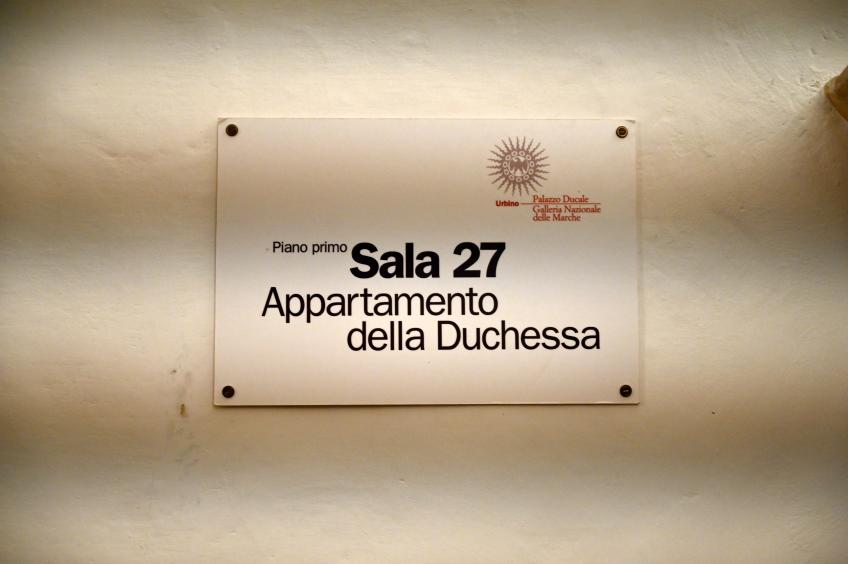 Urbino Palazzo Ducale
Galleria Nazionale
delle Marche
Piano primo Sala 27
Appartamento
della Duchessa